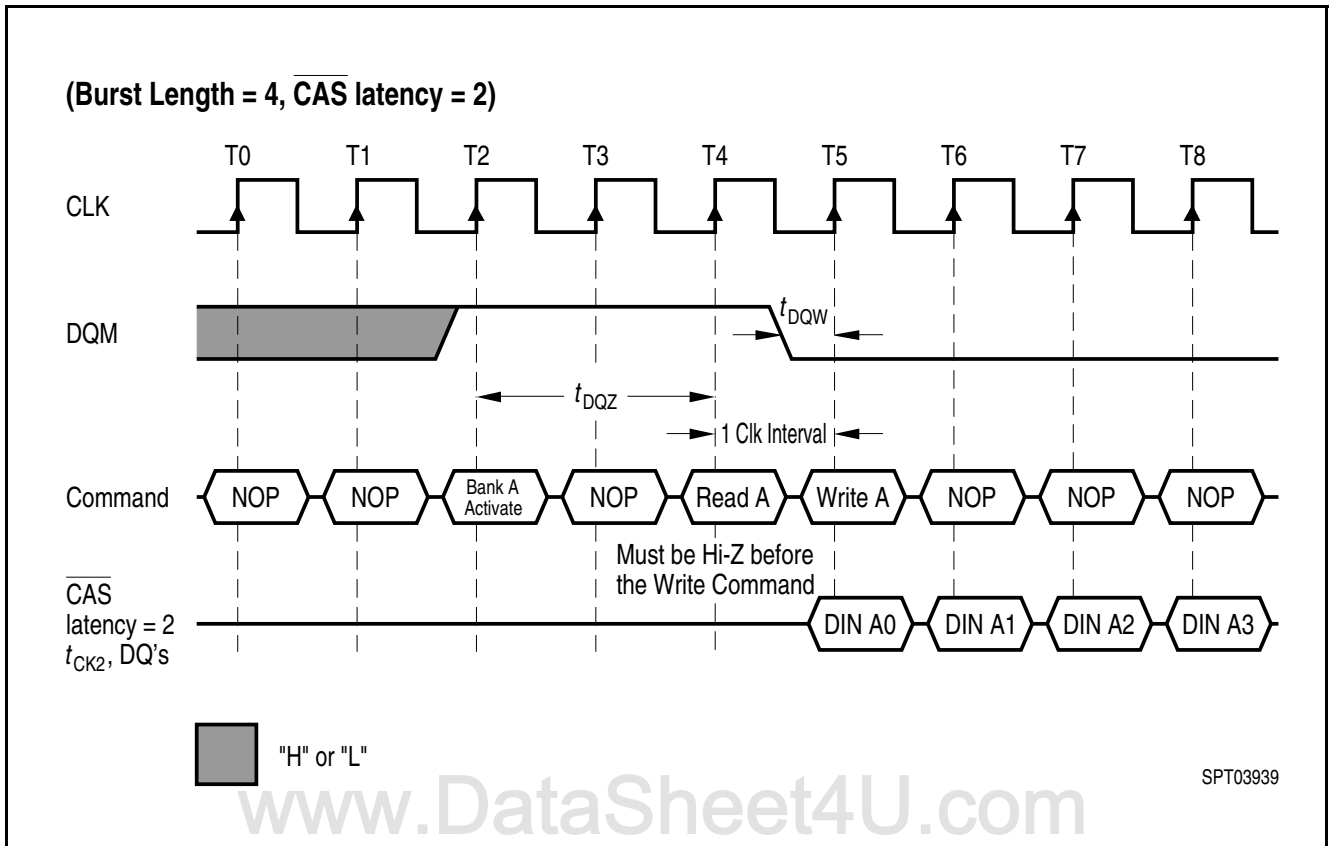 (Burst Length = 4, CAS latency = 2)
T0 T1 T2 T3 T4 T5 T6 T7 T8
CLK
DQM
tDQW
tDQZ
1 Clk Interval
Command NOP NOP Bank A Activate NOP Read A Write A NOP NOP NOP
Must be Hi-Z before
the Write Command
CAS
latency = 2
tCK2, DQ's
DIN A0 DIN A1 DIN A2 DIN A3
"H" or "L"
SPT03939
www.DataSheet4U.com